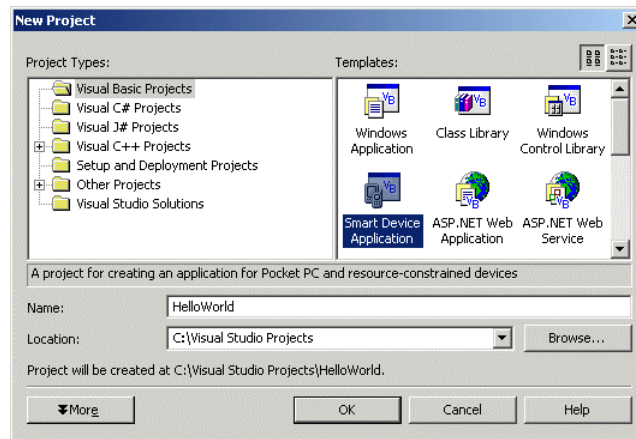 New Project
Project Types:
Templates:
Visual Basic Projects
Visual C# Projects
Visual J# Projects
Visual C++ Projects
Setup and Deployment Projects
Other Projects
Visual Studio Solutions
Windows Application
Class Library
Windows Control Library
Smart Device Application
ASP.NET Web Application
ASP.NET Web Service
A project for creating an application for Pocket PC and resource-constrained devices
Name:
HelloWorld
Location:
C:\Visual Studio Projects
Browse...
Project will be created at C:\Visual Studio Projects\HelloWorld.
More
OK
Cancel
Help